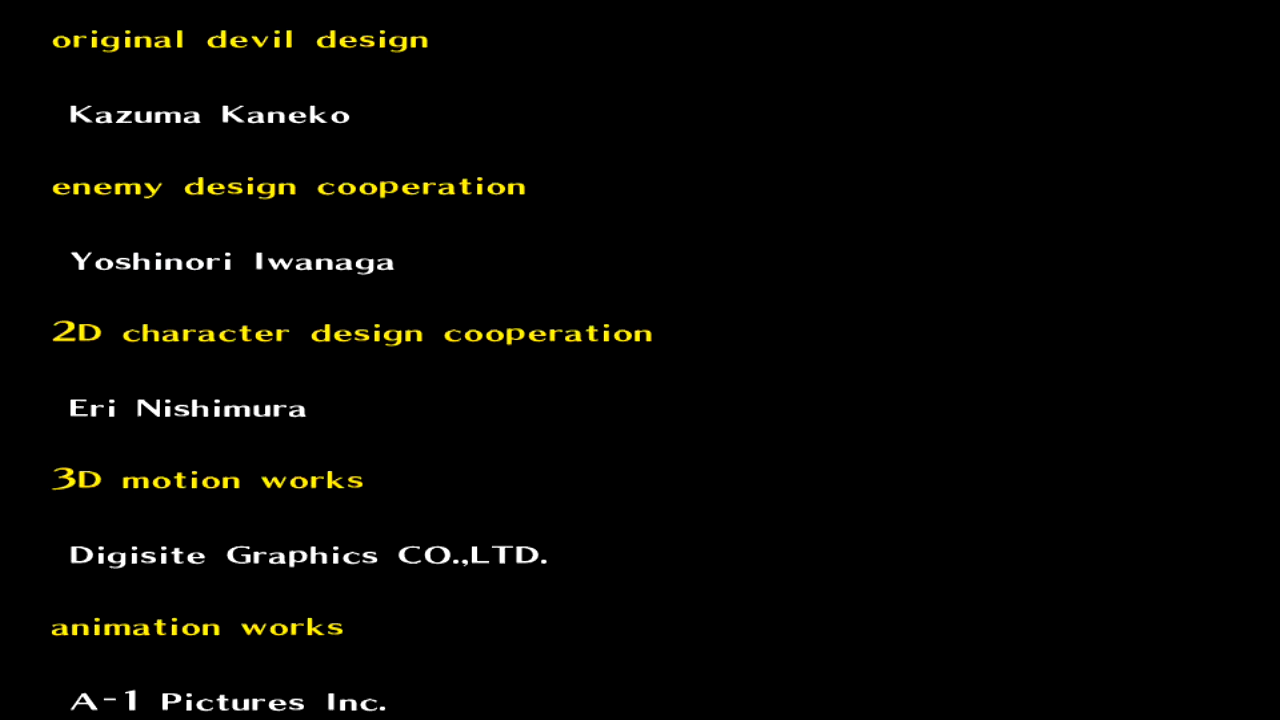 original devil design
Kazuma Kaneko
enemy design cooperation
Yoshinori Iwanaga
2D character design cooperation
Eri Nishimura
3D motion works
Digisite Graphics CO.,LTD.
animation works
A-1 Pictures Inc.